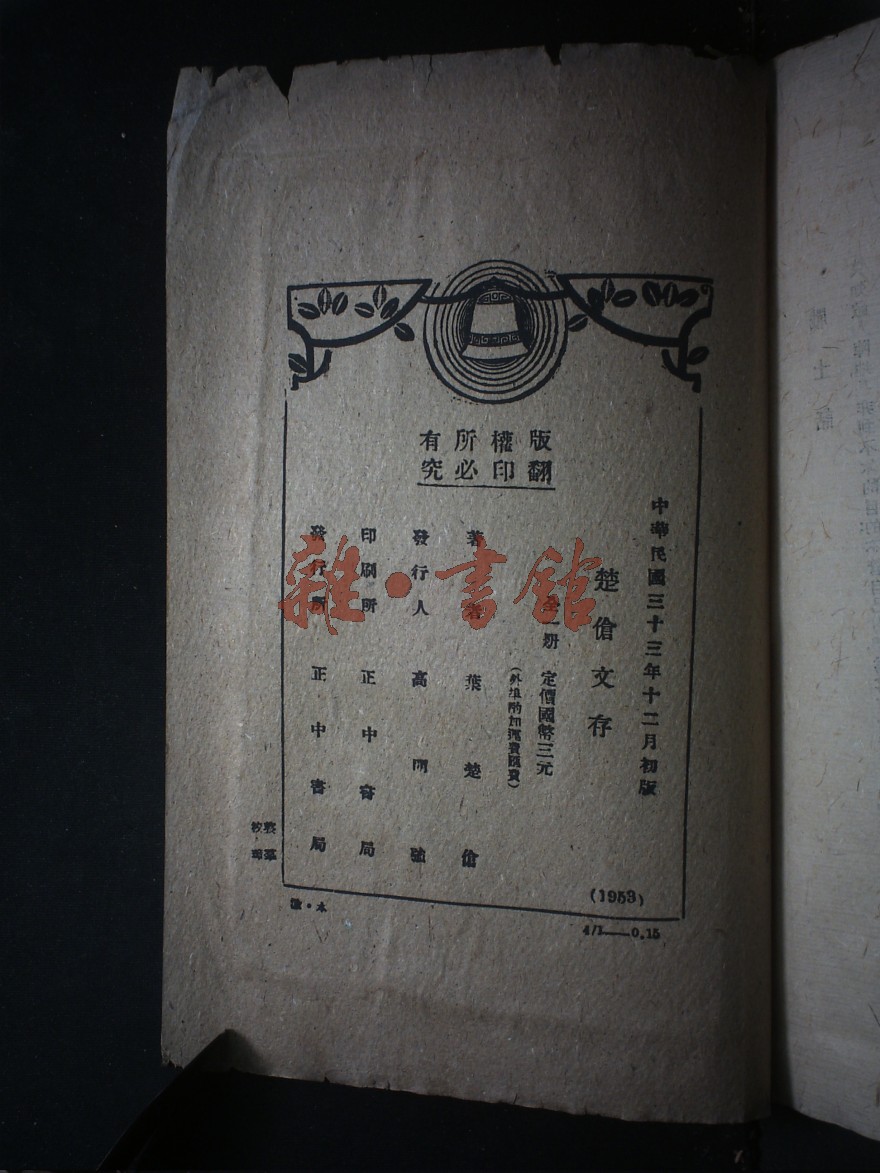 版權所有
翻印必究
中華民國三十三年十二月初版
楚傖文存
全一册 定價國幣三元
(外埠酌加運費匯費)
著者 葉楚傖
發行人 高明強
印刷所 正中書局
發行所 正中書局
(1953)
4/1——0.15
雜·書館